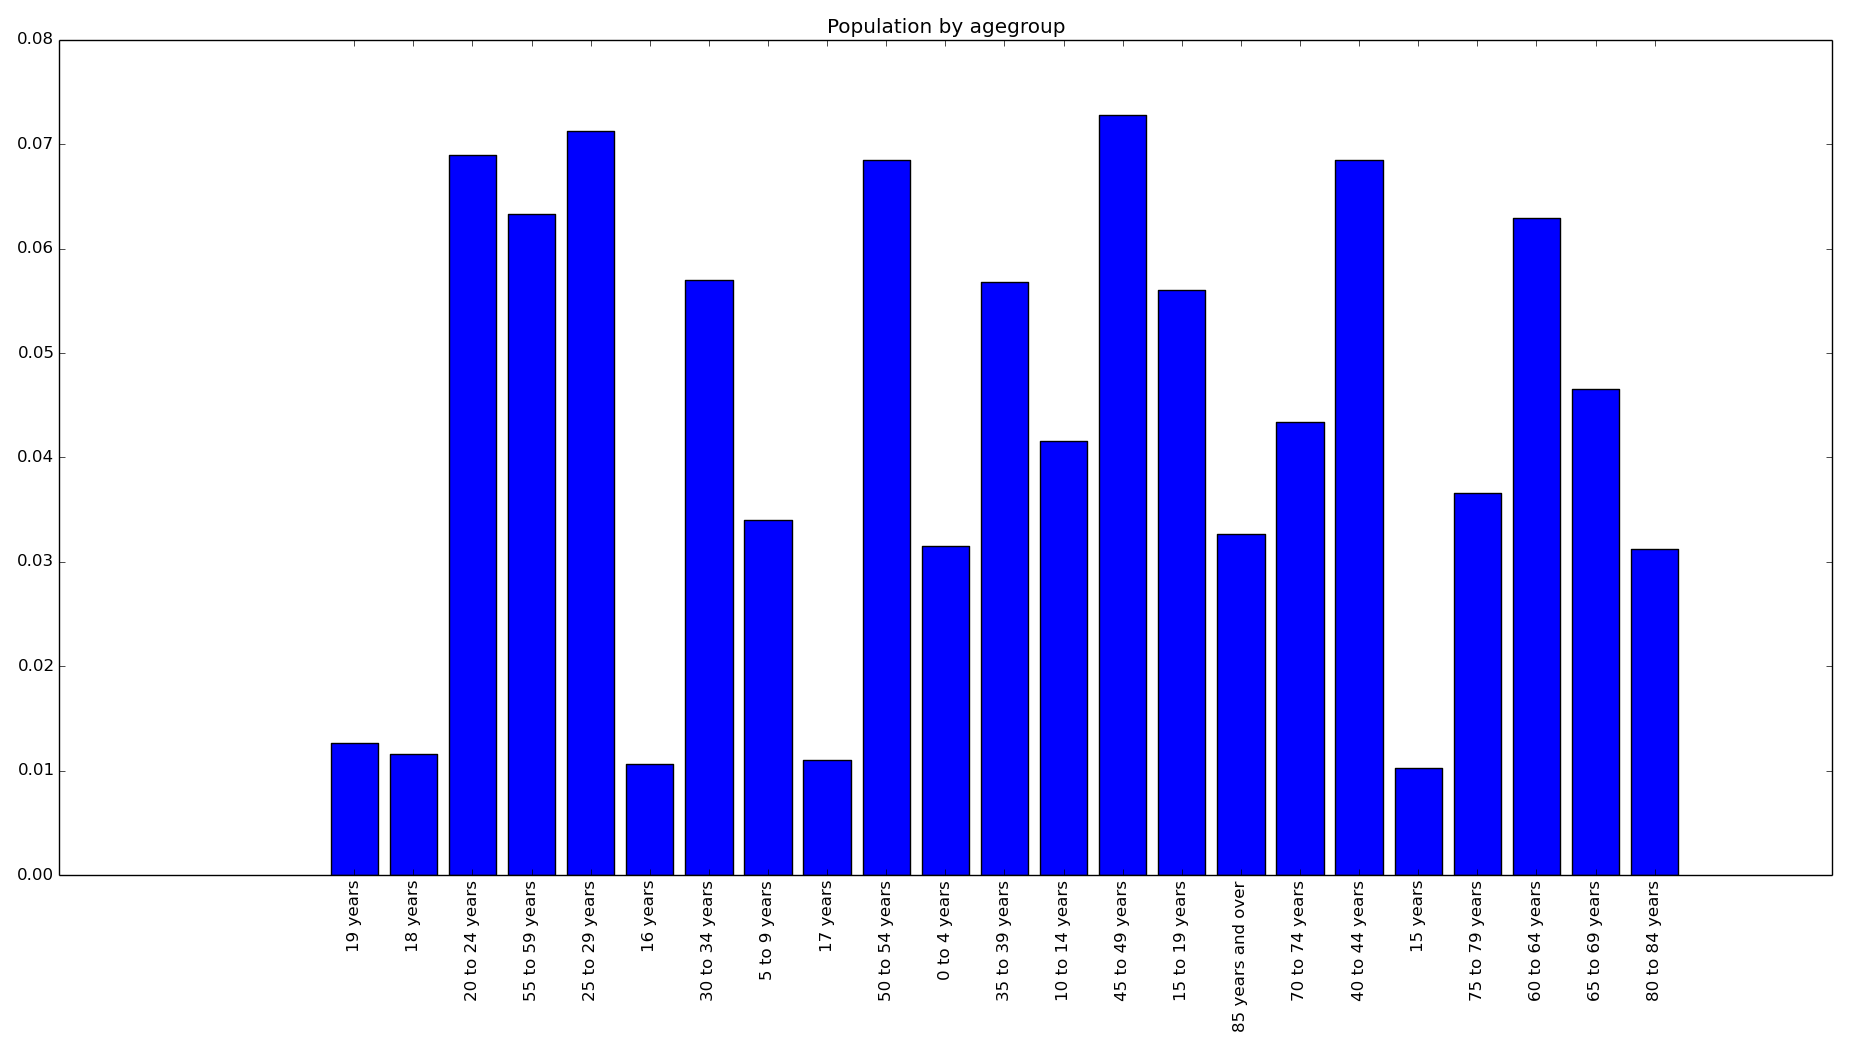 Population by agegroup
0.08
0.07
0.06
0.05
0.04
0.03
0.02
0.01
0.00
19 years
18 years
20 to 24 years
55 to 59 years
25 to 29 years
16 years
30 to 34 years
5 to 9 years
17 years
50 to 54 years
0 to 4 years
35 to 39 years
10 to 14 years
45 to 49 years
15 to 19 years
85 years and over
70 to 74 years
40 to 44 years
15 years
75 to 79 years
60 to 64 years
65 to 69 years
80 to 84 years